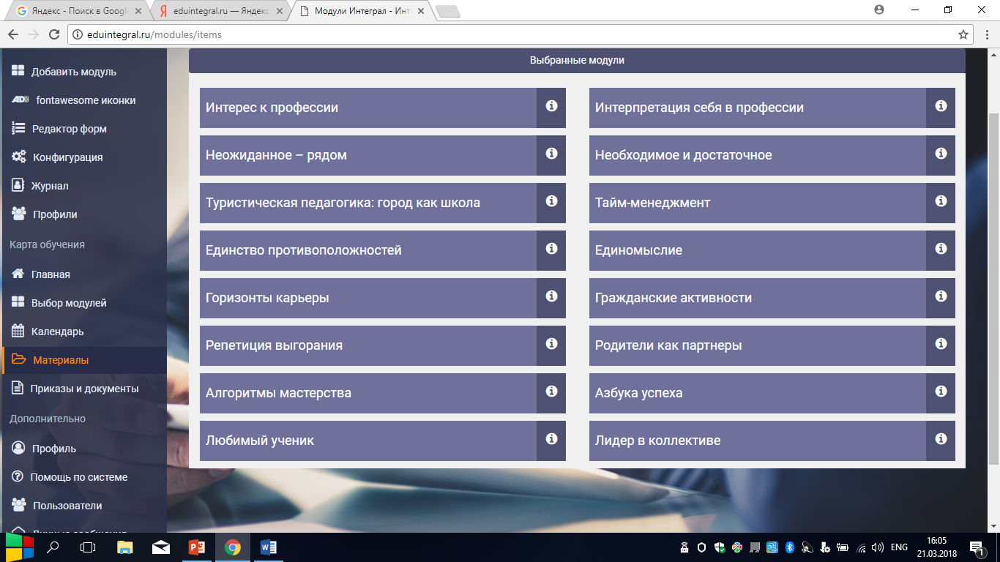 Яндекс - Поиск в Googl
eduintegral.ru — Яндекс
Модули Интеграл - Инт
eduintegral.ru/modules/items
Добавить модуль
fontawesome иконки
Редактор форм
Конфигурация
Журнал
Профили
Карта обучения
Главная
Выбор модулей
Календарь
Материалы
Приказы и документы
Дополнительно
Профиль
Помощь по системе
Пользователи
Выбранные модули
Интерес к профессии
Интерпретация себя в профессии
Неожиданное – рядом
Необходимое и достаточное
Туристическая педагогика: город как школа
Тайм-менеджмент
Единство противоположностей
Единомыслие
Горизонты карьеры
Гражданские активности
Репетиция выгорания
Родители как партнеры
Алгоритмы мастерства
Азбука успеха
Любимый ученик
Лидер в коллективе
ENG
16:05
21.03.2018
1